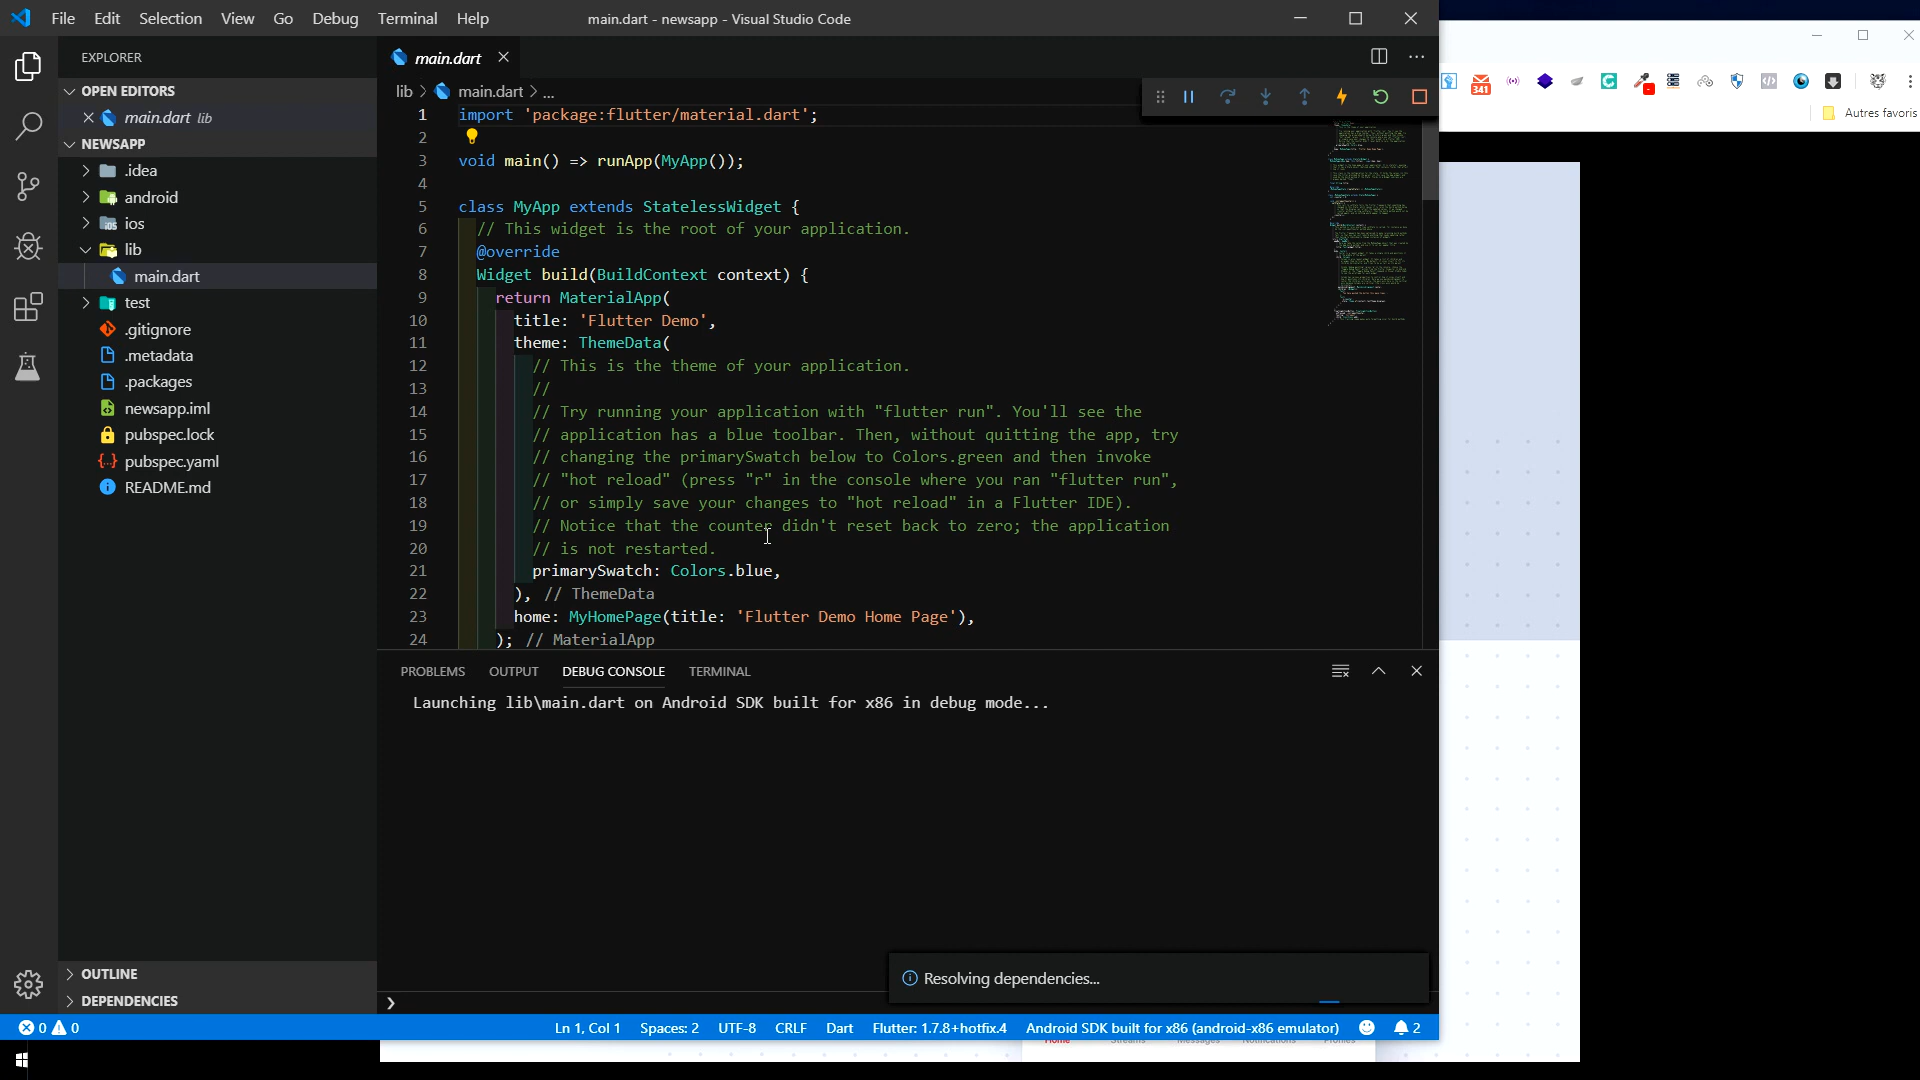 File Edit Selection View Go Debug Terminal Help
main.dart - newsapp - Visual Studio Code
EXPLORER
OPEN EDITORS
main.dart lib
NEWSAPP
.idea
android
ios
lib
main.dart
test
.gitignore
.metadata
.packages
newsapp.iml
pubspec.lock
pubspec.yaml
README.md
OUTLINE
DEPENDENCIES
main.dart
lib > main.dart > ...
1 import 'package:flutter/material.dart';
2
3 void main() => runApp(MyApp());
4
5 class MyApp extends StatelessWidget {
6 // This widget is the root of your application.
7 @override
8 Widget build(BuildContext context) {
9 return MaterialApp(
10 title: 'Flutter Demo',
11 theme: ThemeData(
12 // This is the theme of your application.
13 //
14 // Try running your application with "flutter run". You'll see the
15 // application has a blue toolbar. Then, without quitting the app, try
16 // changing the primarySwatch below to Colors.green and then invoke
17 // "hot reload" (press "r" in the console where you ran "flutter run",
18 // or simply save your changes to "hot reload" in a Flutter IDE).
19 // Notice that the counter didn't reset back to zero; the application
20 // is not restarted.
21 primarySwatch: Colors.blue,
22 ), // ThemeData
23 home: MyHomePage(title: 'Flutter Demo Home Page'),
24 ); // MaterialApp
PROBLEMS OUTPUT DEBUG CONSOLE TERMINAL
Launching lib\main.dart on Android SDK built for x86 in debug mode...
Resolving dependencies...
0 0
Ln 1, Col 1 Spaces: 2 UTF-8 CRLF Dart Flutter: 1.7.8+hotfix.4 Android SDK built for x86 (android-x86 emulator) 2
341
Autres favoris
Home Streams Messages Notifications Profiles